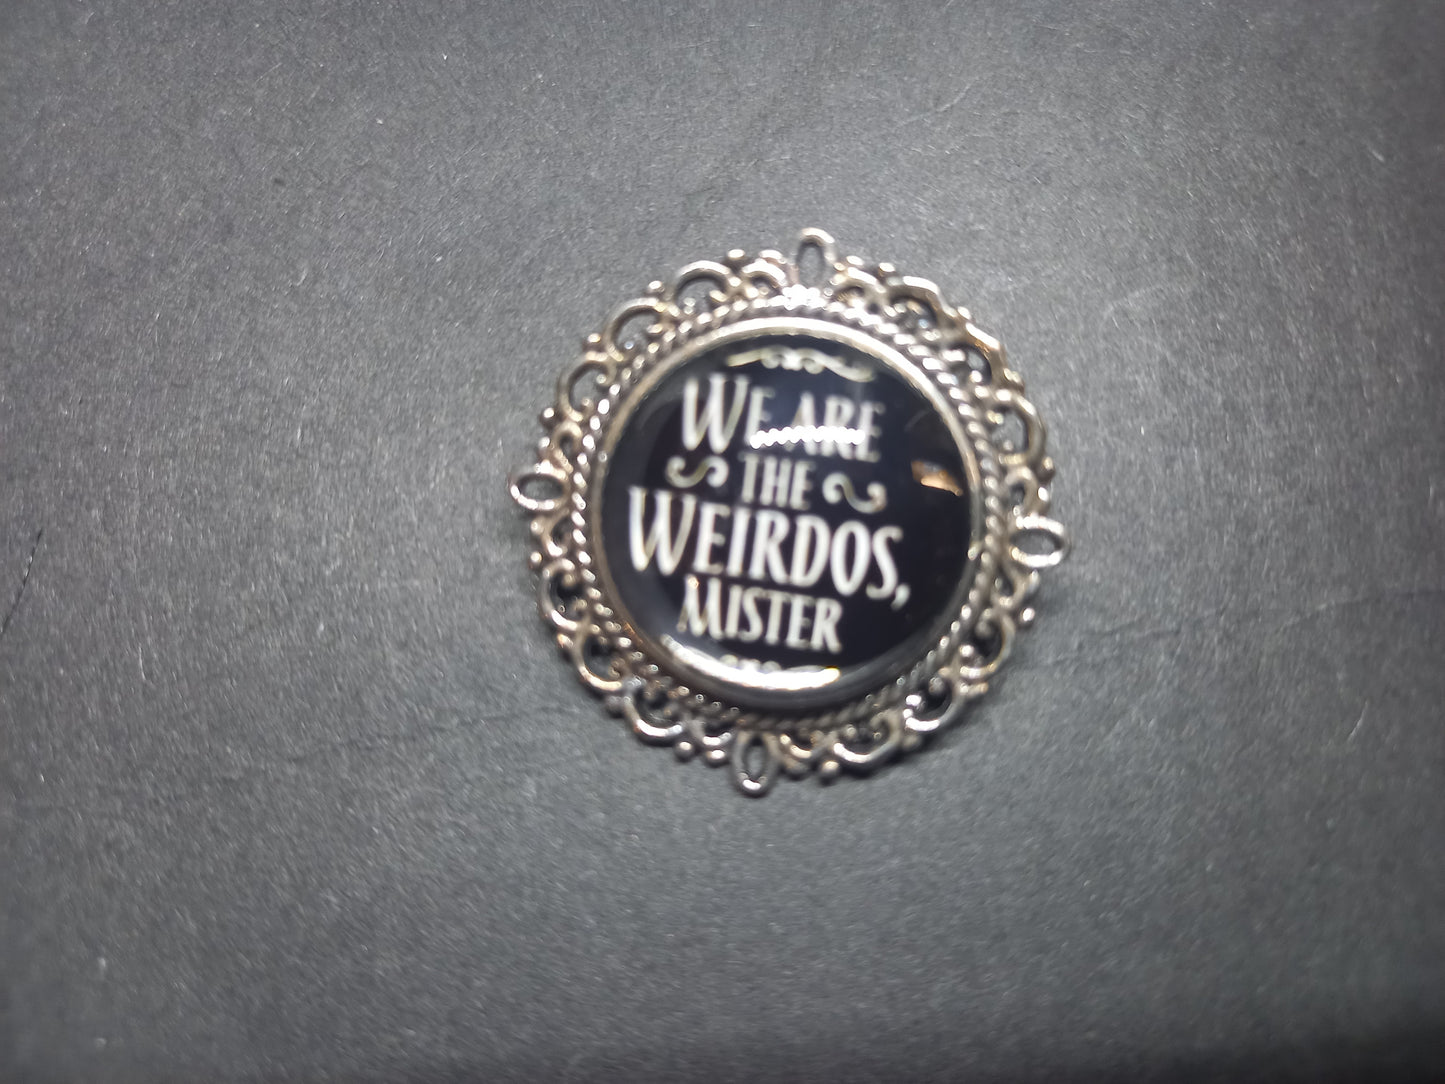 WE ARE
THE
WEIRDOS,
MISTER